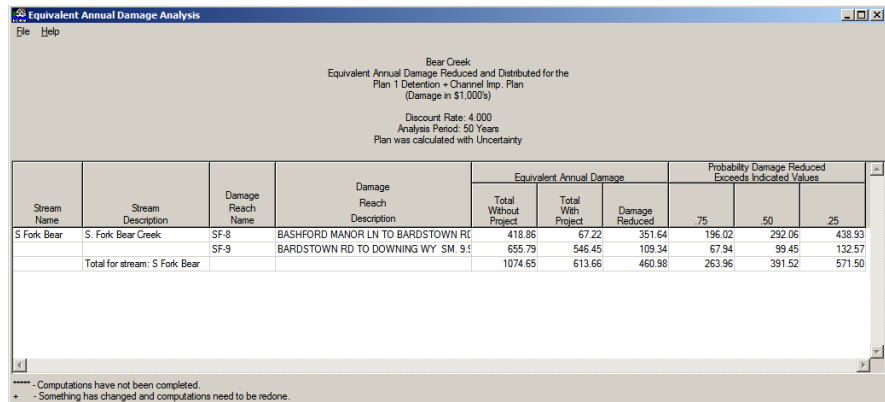 Equivalent Annual Damage Analysis
File Help
Bear Creek
Equivalent Annual Damage Reduced and Distributed for the
Plan 1 Detention + Channel Imp. Plan
(Damage in $1,000's)
Discount Rate: 4.000
Analysis Period: 50 Years
Plan was calculated with Uncertainty
Equivalent Annual Damage Probability Damage Reduced Exceeds Indicated Values
Stream Name Stream Description Damage Reach Name Damage Reach Description Total Without Project Total With Project Damage Reduced .75 .50 .25
S Fork Bear S. Fork Bear Creek SF-8 BASHFORD MANOR LN TO BARDSTOWN RD 418.86 67.22 351.64 196.02 292.06 438.93
SF-9 BARDSTOWN RD TO DOWNING WY SM. 9.9 655.79 546.45 109.34 67.94 99.45 132.57
Total for stream: S Fork Bear 1074.65 613.66 460.98 263.96 391.52 571.50
***** - Computations have not been completed.
+ - Something has changed and computations need to be redone.